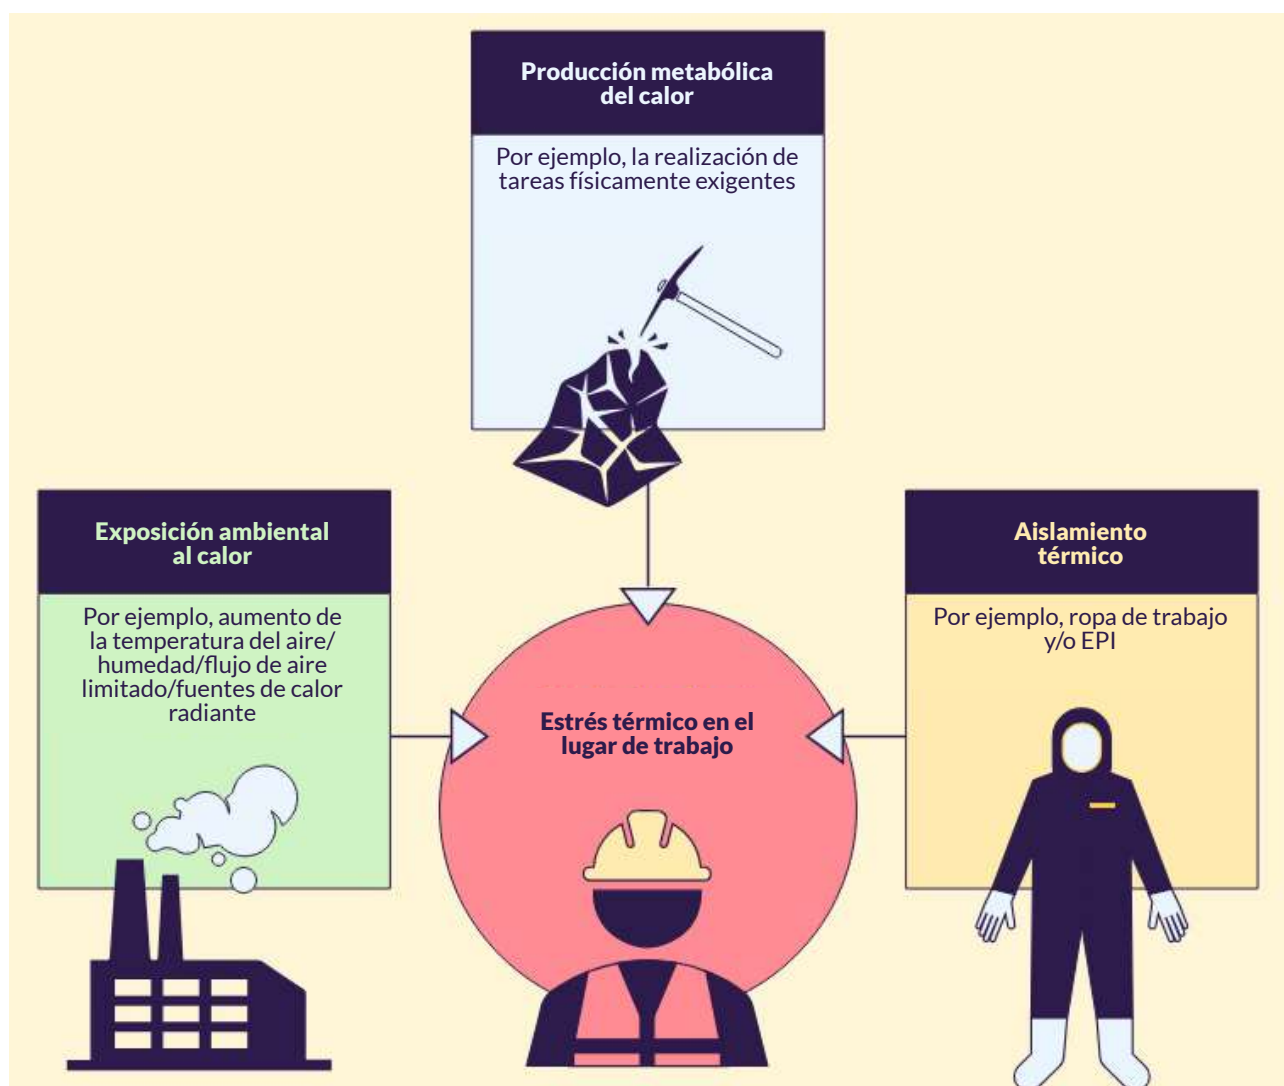 Producción metabólica
del calor
Por ejemplo, la realización de
tareas físicamente exigentes
Exposición ambiental
al calor
Por ejemplo, aumento de
la temperatura del aire/
humedad/flujo de aire
limitado/fuentes de calor
radiante
Estrés térmico en el
lugar de trabajo
Aislamiento
térmico
Por ejemplo, ropa de trabajo
y/o EPI